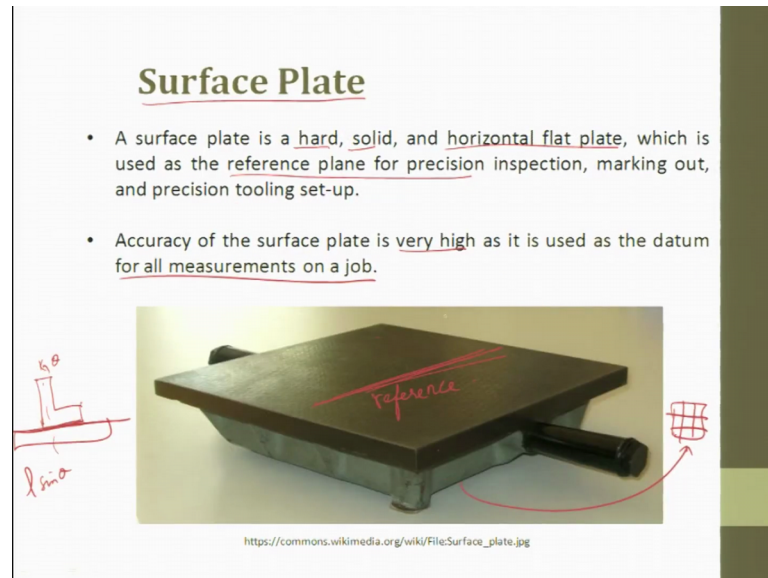 Surface Plate
• A surface plate is a hard, solid, and horizontal flat plate, which is
used as the reference plane for precision inspection, marking out,
and precision tooling set-up.
• Accuracy of the surface plate is very high as it is used as the datum
for all measurements on a job.
reference
l sinθ
https://commons.wikimedia.org/wiki/File:Surface_plate.jpg